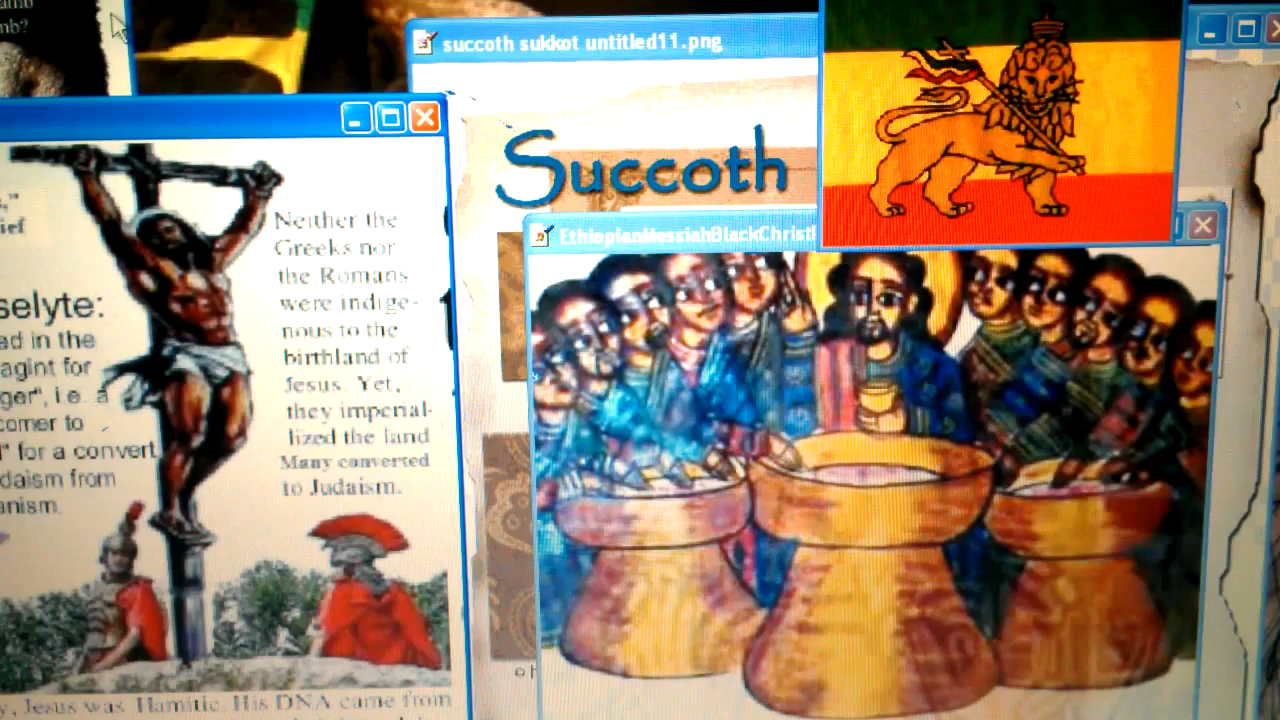 mb?
succoth sukkot untitled11.png
Succoth
EthiopianMessiahBlackChrist
ief
selyte:
ed in the
agint for
ger", i.e. a
comer to
" for a convert
daism from
anism.
Neither the
Greeks nor
the Romans
were indige-
nous to the
birthland of
Jesus. Yet,
they imperial-
lized the land
Many converted
to Judaism.
y, Jesus was Hamitic. His DNA came from
©